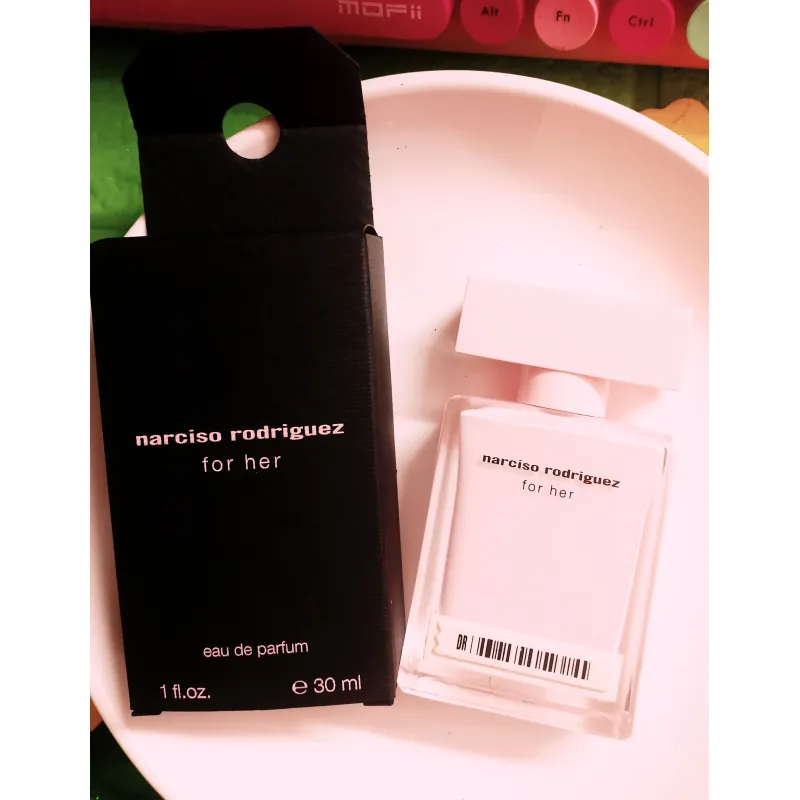 mofii
Alt
Fn
Ctrl
narciso rodriguez
for her
eau de parfum
1 fl.oz.
e 30 ml
narciso rodriguez
for her
DR